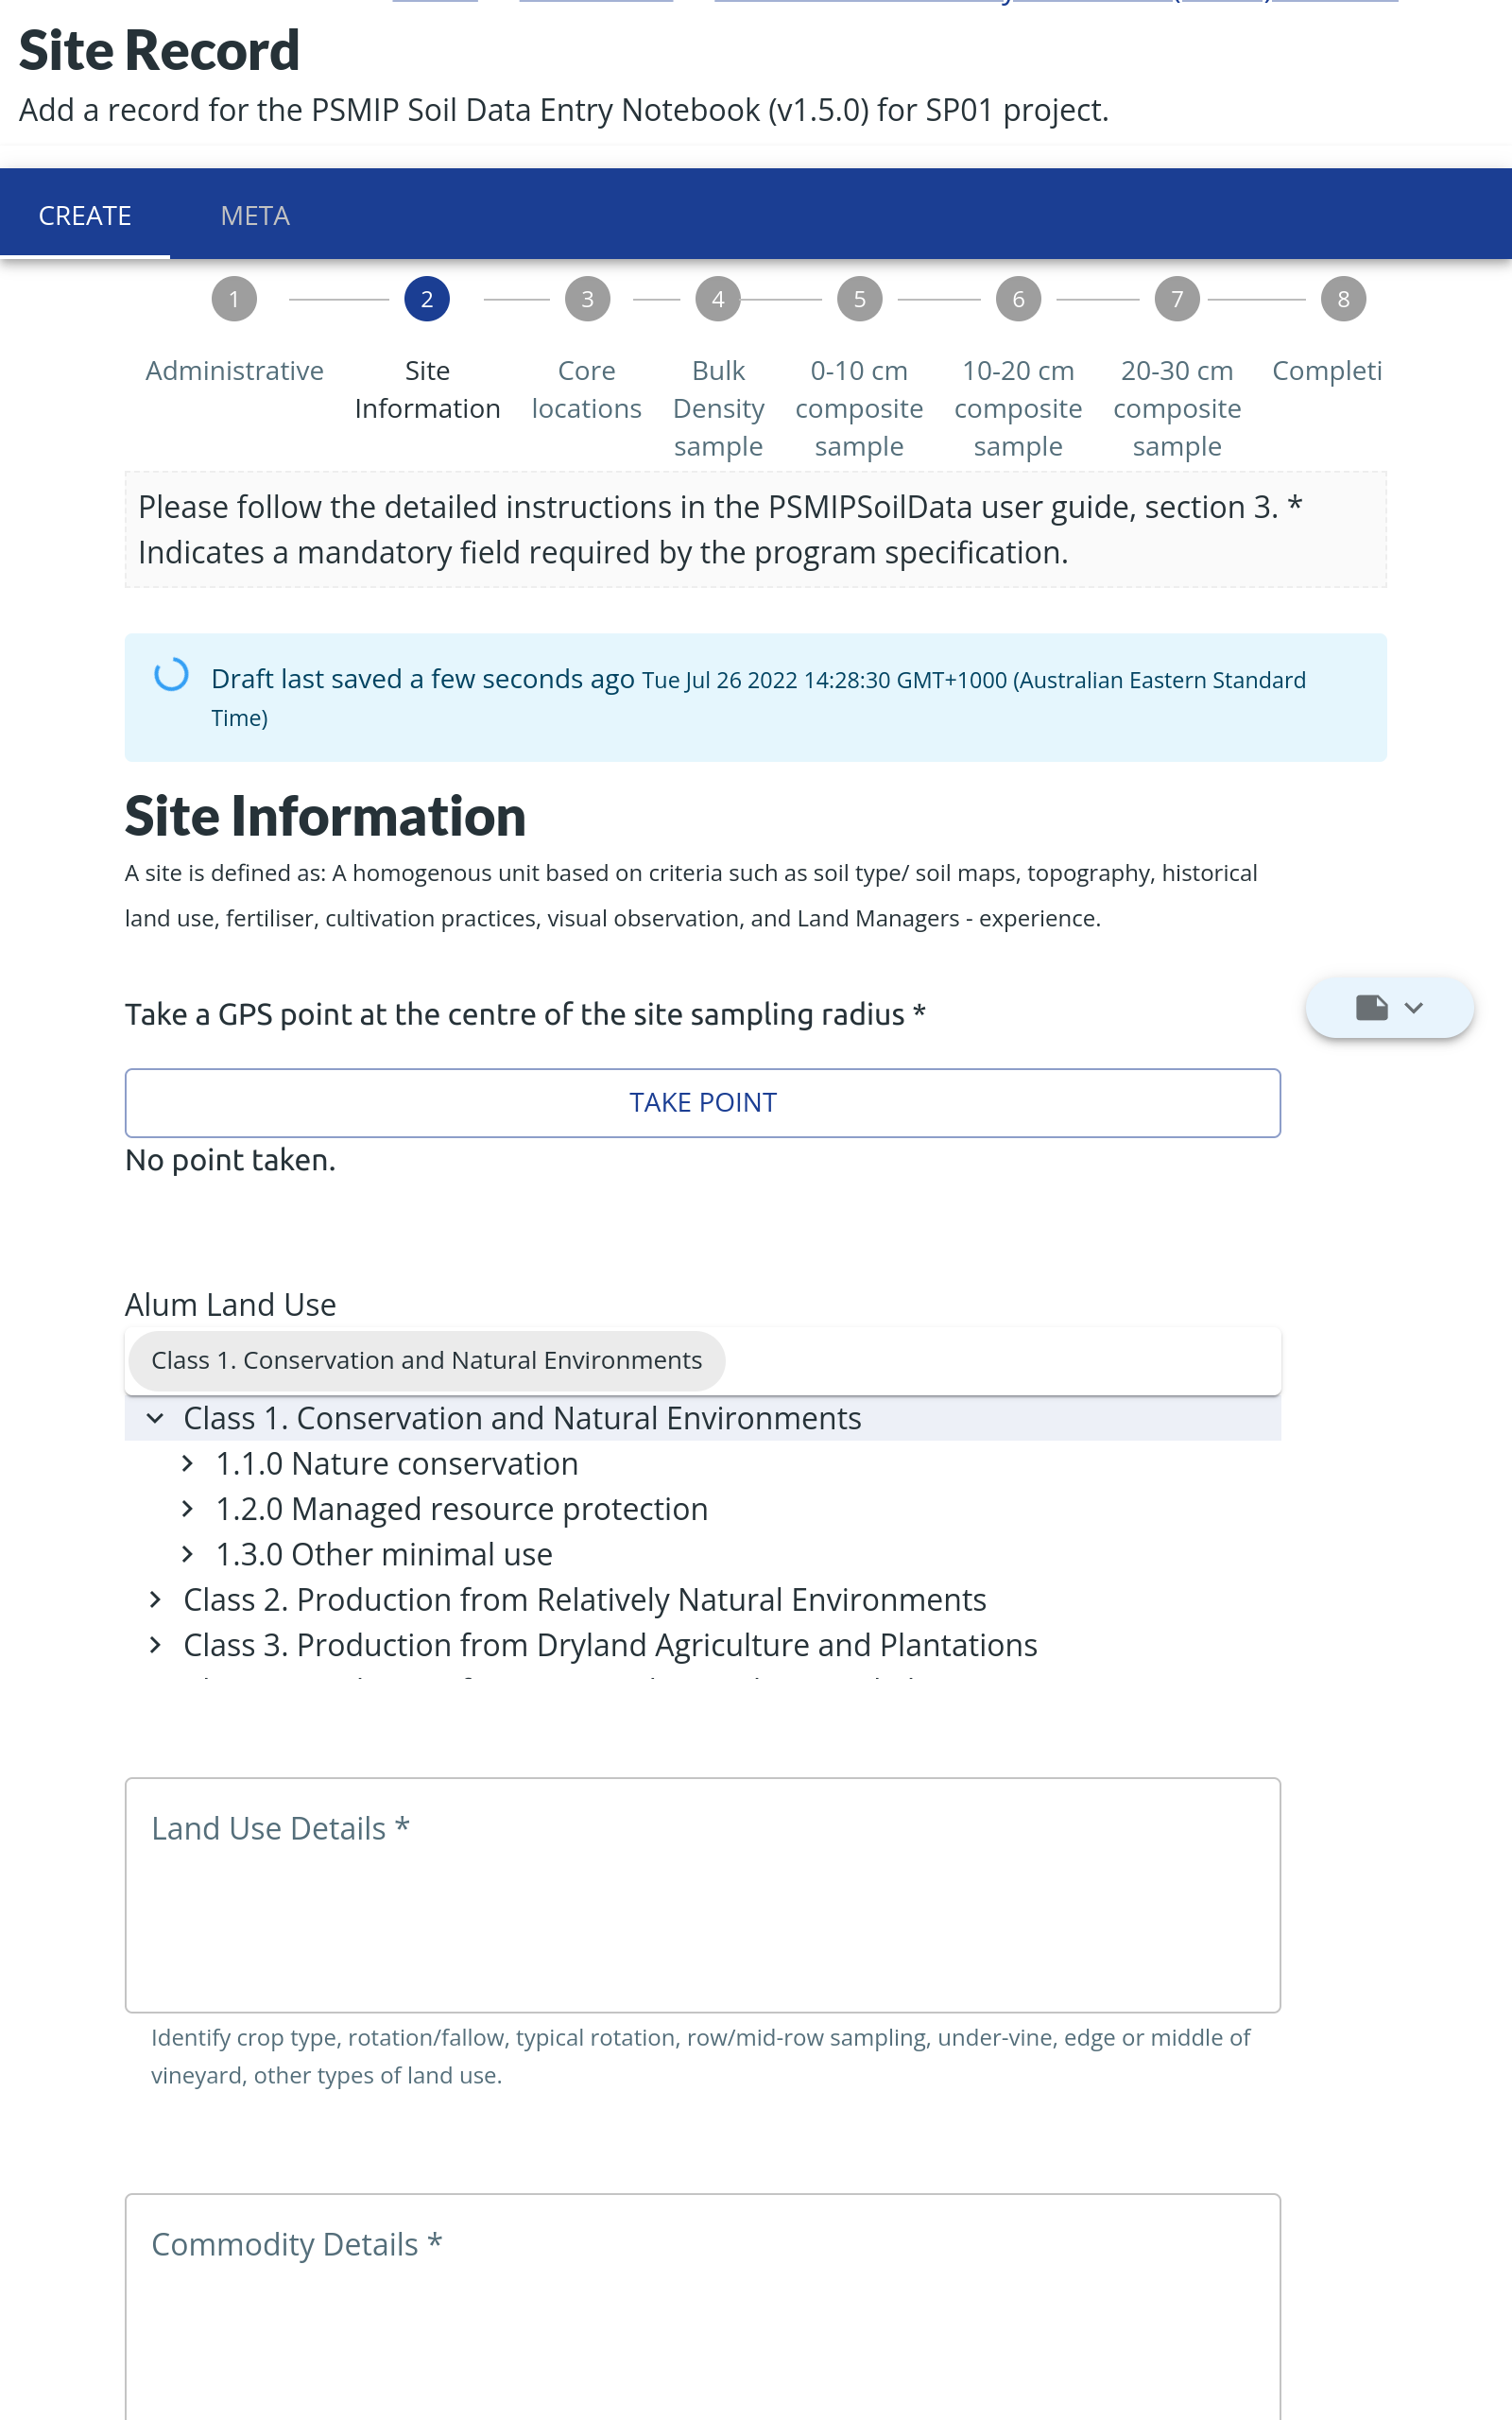 Site Record
Add a record for the PSMIP Soil Data Entry Notebook (v1.5.0) for SP01 project.
CREATE
META
1
2
3
4
5
6
7
8
Administrative
Site
Information
Core
locations
Bulk
Density
sample
0-10 cm
composite
sample
10-20 cm
composite
sample
20-30 cm
composite
sample
Completi
Please follow the detailed instructions in the PSMIPSoilData user guide, section 3. *
Indicates a mandatory field required by the program specification.
Draft last saved a few seconds ago Tue Jul 26 2022 14:28:30 GMT+1000 (Australian Eastern Standard
Time)
Site Information
A site is defined as: A homogenous unit based on criteria such as soil type/ soil maps, topography, historical
land use, fertiliser, cultivation practices, visual observation, and Land Managers - experience.
Take a GPS point at the centre of the site sampling radius *
TAKE POINT
No point taken.
Alum Land Use
Class 1. Conservation and Natural Environments
Class 1. Conservation and Natural Environments
1.1.0 Nature conservation
1.2.0 Managed resource protection
1.3.0 Other minimal use
Class 2. Production from Relatively Natural Environments
Class 3. Production from Dryland Agriculture and Plantations
Land Use Details *
Identify crop type, rotation/fallow, typical rotation, row/mid-row sampling, under-vine, edge or middle of
vineyard, other types of land use.
Commodity Details *